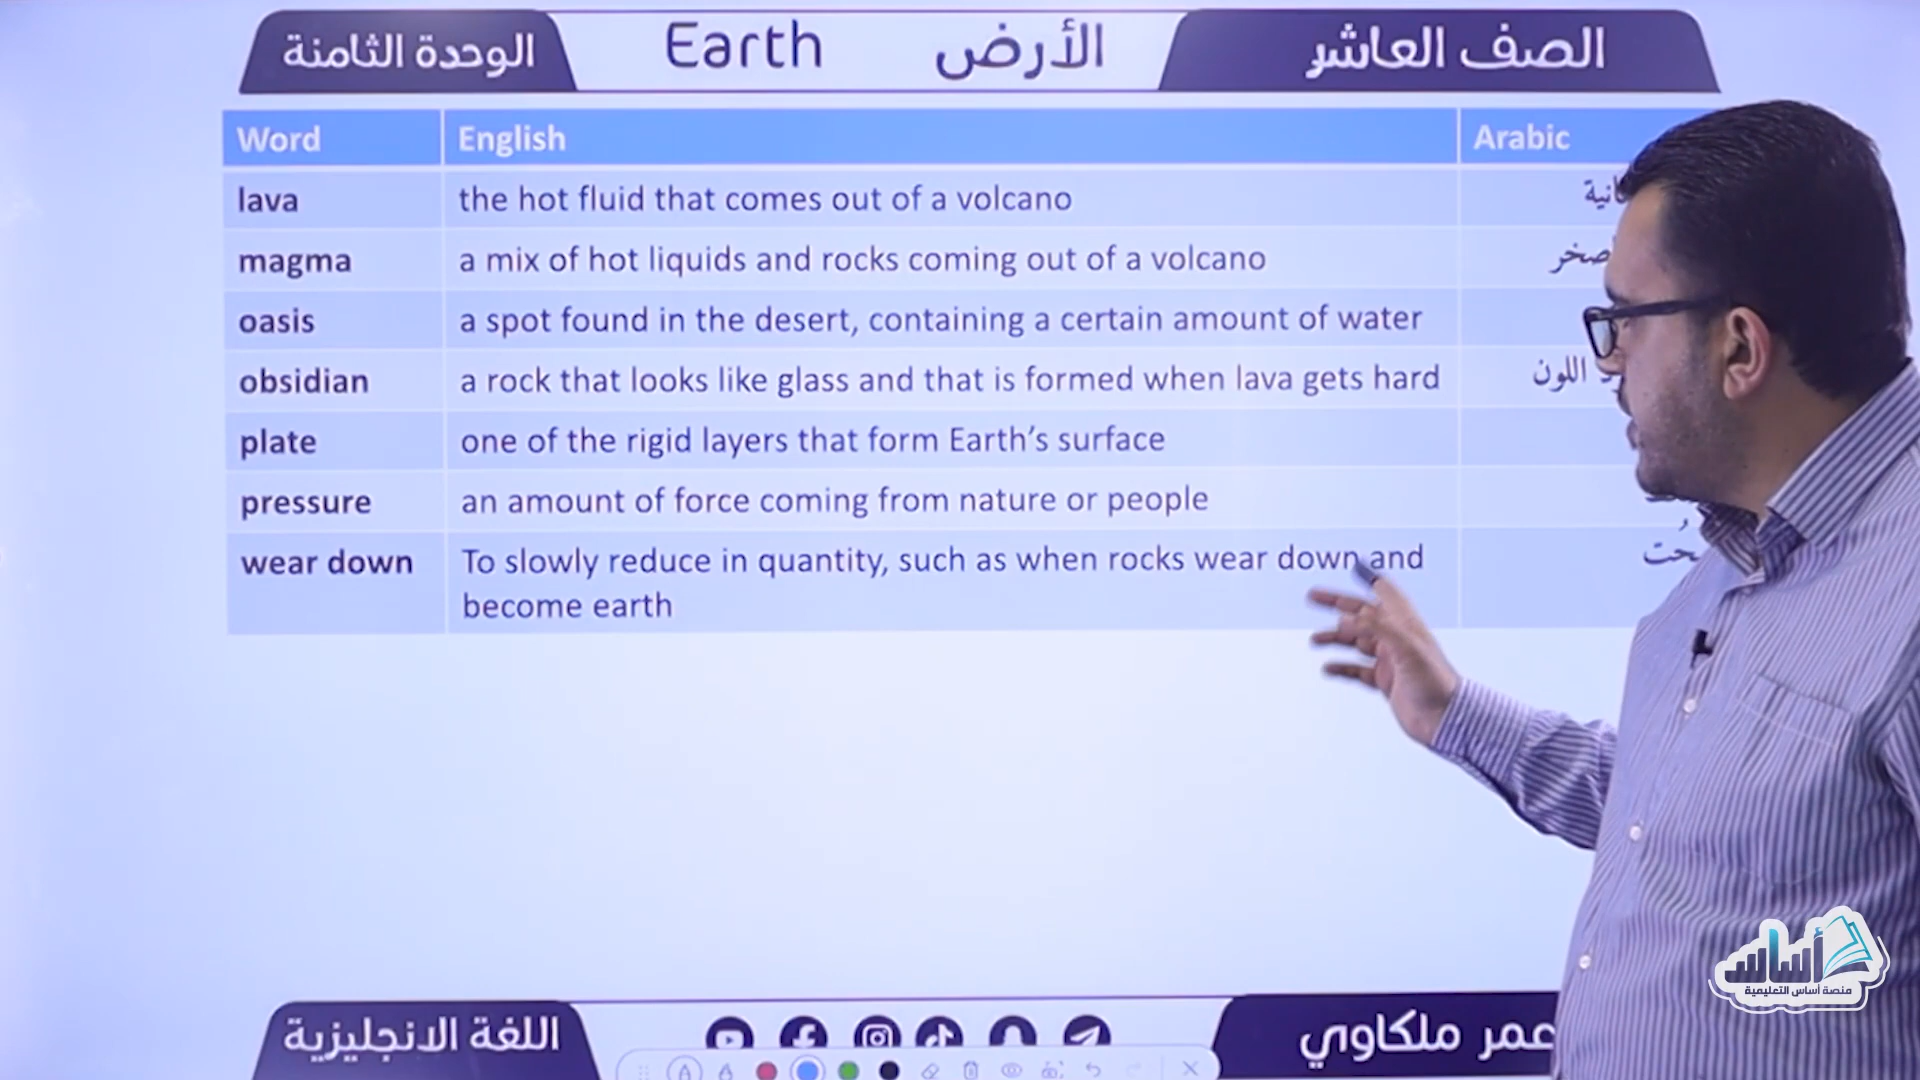 الصف العاشر
الأرض Earth
الوحدة الثامنة
Word English Arabic
lava the hot fluid that comes out of a volcano
magma a mix of hot liquids and rocks coming out of a volcano
oasis a spot found in the desert, containing a certain amount of water
obsidian a rock that looks like glass and that is formed when lava gets hard اللون
plate one of the rigid layers that form Earth's surface
pressure an amount of force coming from nature or people
wear down To slowly reduce in quantity, such as when rocks wear down and
become earth
أساس
منصة أساس التعليمية
عمر ملكاوي
اللغة الانجليزية